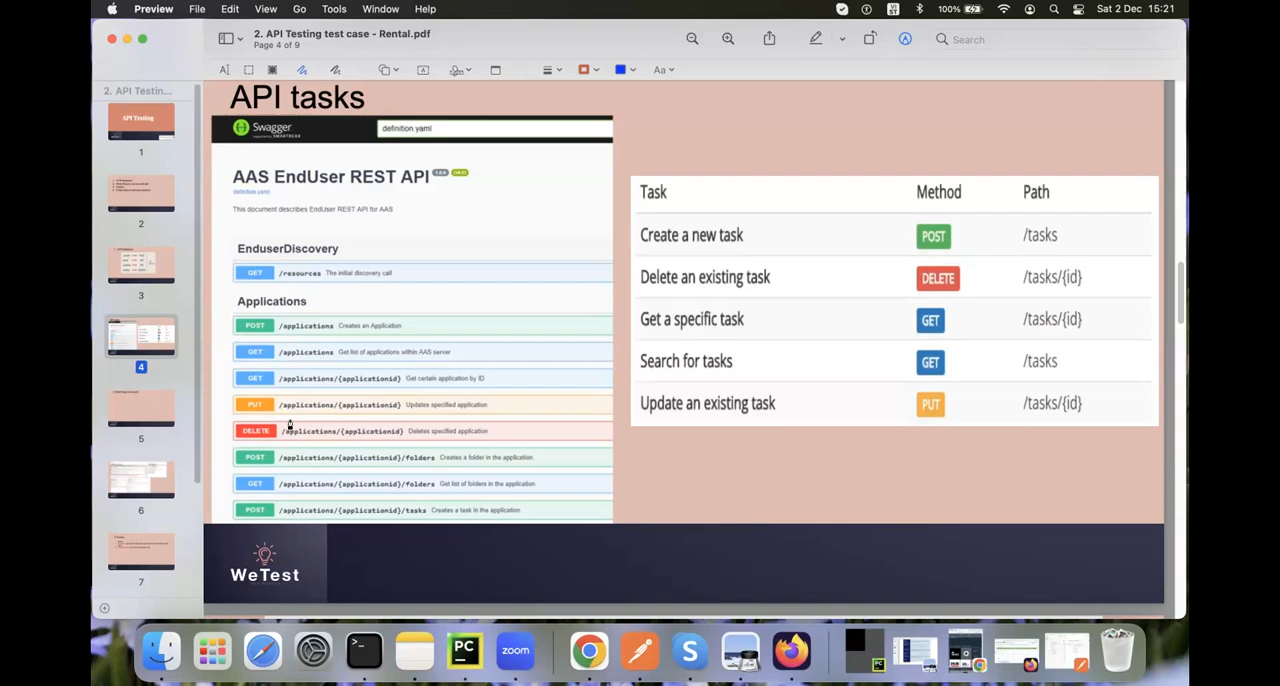 Preview File Edit View Go Tools Window Help
VI
ST
100%
Sat 2 Dec 15:21
2. API Testing test case - Rental.pdf
Page 4 of 9
Search
Aa
2. API Testin...
API tasks
Swagger
definition.yaml
AAS EndUser REST API
definition.yaml
This document describes EndUser REST API for AAS
EnduserDiscovery
GET /resources The initial discovery call
Applications
POST /applications Creates an Application
GET /applications Get list of applications within AAS server
GET /applications/{applicationid} Get certain application by ID
PUT /applications/{applicationid} Updates specified application
DELETE /applications/{applicationid} Deletes specified application
POST /applications/{applicationid}/folders Creates a folder in the application
GET /applications/{applicationid}/folders Get list of folders in the application
POST /applications/{applicationid}/tasks Creates a task in the application
Task Method Path
Create a new task POST /tasks
Delete an existing task DELETE /tasks/{id}
Get a specific task GET /tasks/{id}
Search for tasks GET /tasks
Update an existing task PUT /tasks/{id}
API Testing
1
2
3
4
5
6
7
WeTest
PC
zoom